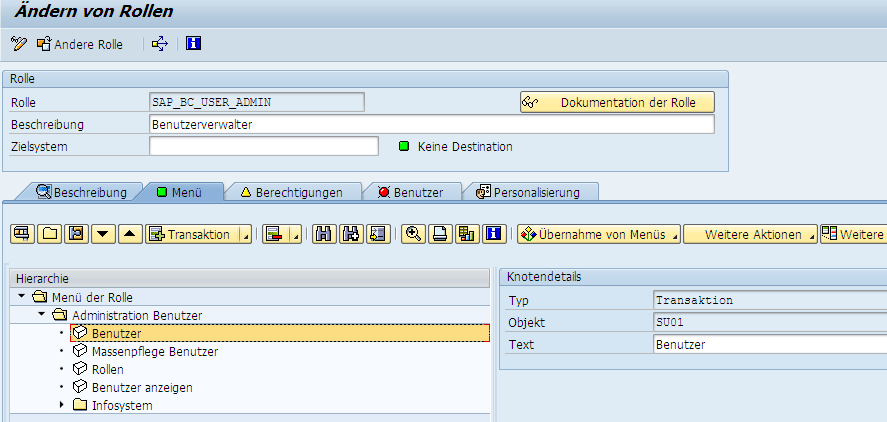 Ändern von Rollen
Andere Rolle
Rolle
Rolle SAP_BC_USER_ADMIN Dokumentation der Rolle
Beschreibung Benutzerverwalter
Zielsystem Keine Destination
Beschreibung Menü Berechtigungen Benutzer Personalisierung
Transaktion Übernahme von Menüs Weitere Aktionen Weitere
Hierarchie Knotendetails
Menü der Rolle Typ Transaktion
Administration Benutzer Objekt SU01
Benutzer Text Benutzer
Massenpflege Benutzer
Rollen
Benutzer anzeigen
Infosystem